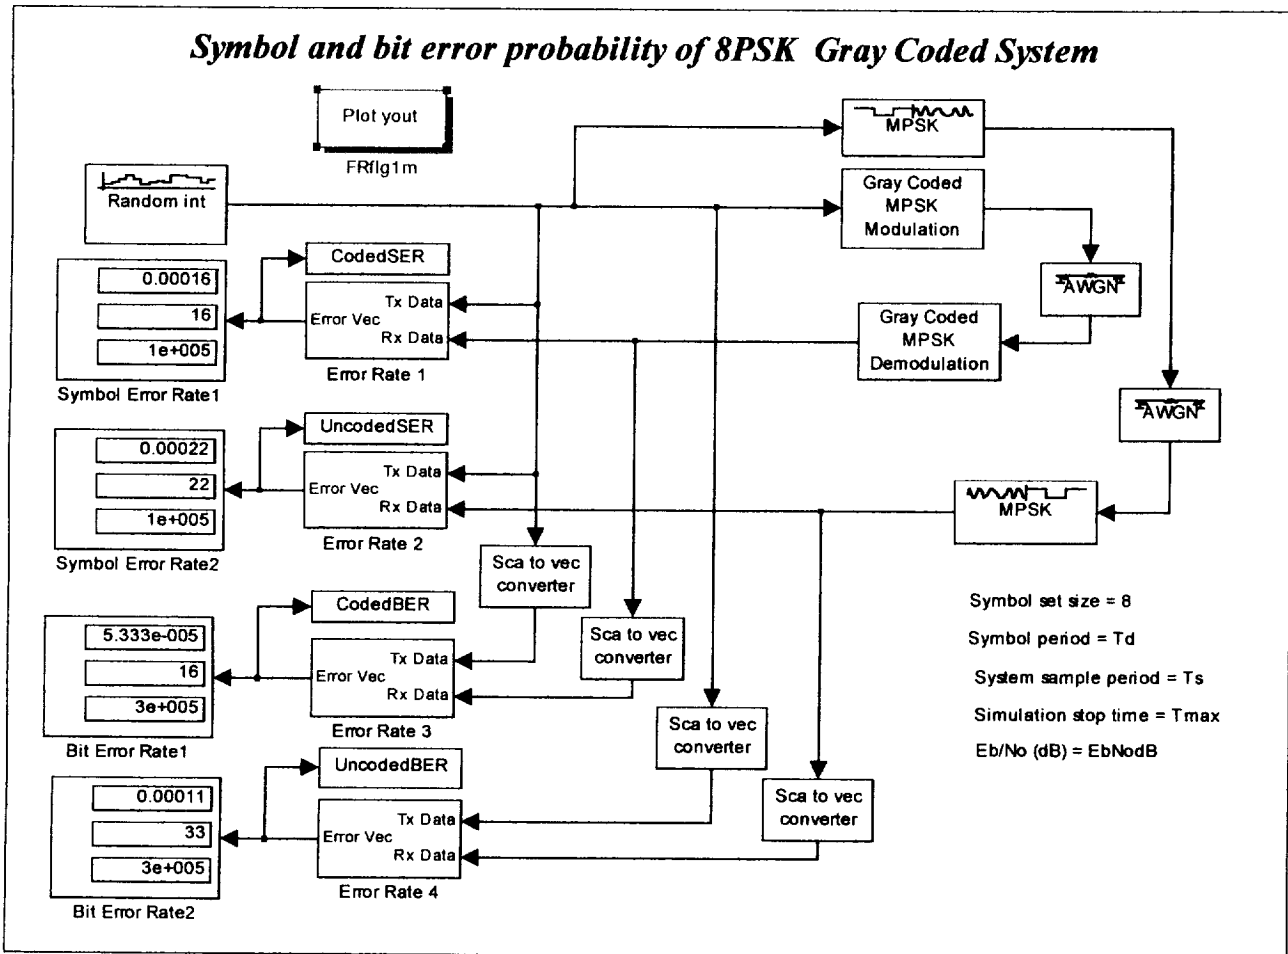 Symbol and bit error probability of 8PSK Gray Coded System
Plot yout
FRflg1m
Random int
MPSK
Gray Coded
MPSK
Modulation
AWGN
CodedSER
0.00016
16
1e+005
Symbol Error Rate1
Tx Data
Error Vec
Rx Data
Error Rate 1
Gray Coded
MPSK
Demodulation
AWGN
UncodedSER
0.00022
22
1e+005
Symbol Error Rate2
Tx Data
Error Vec
Rx Data
Error Rate 2
MPSK
Sca to vec
converter
CodedBER
5.333e-005
16
3e+005
Bit Error Rate1
Tx Data
Error Vec
Rx Data
Error Rate 3
Sca to vec
converter
Sca to vec
converter
Symbol set size = 8
Symbol period = Td
System sample period = Ts
Simulation stop time = Tmax
Eb/No (dB) = EbNodB
UncodedBER
0.00011
33
3e+005
Bit Error Rate2
Tx Data
Error Vec
Rx Data
Error Rate 4
Sca to vec
converter